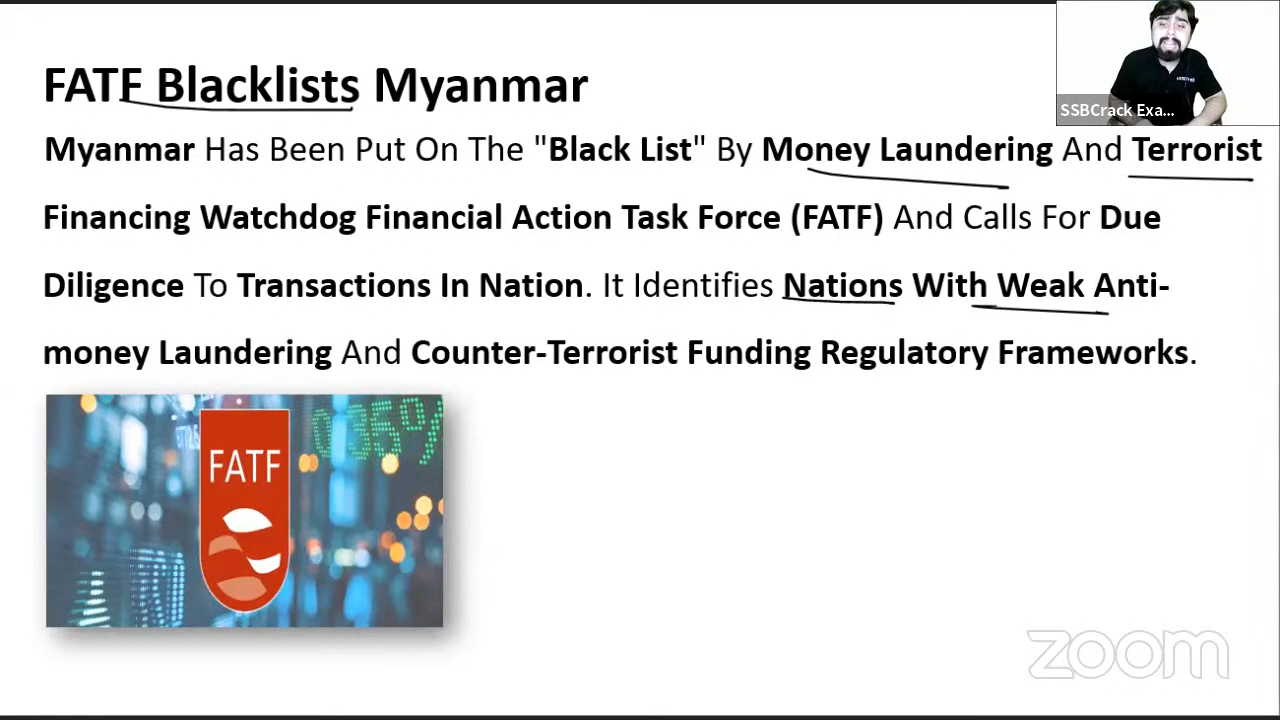 FATF Blacklists Myanmar
SSBCrack Exa...
Myanmar Has Been Put On The "Black List" By Money Laundering And Terrorist
Financing Watchdog Financial Action Task Force (FATF) And Calls For Due
Diligence To Transactions In Nation. It Identifies Nations With Weak Anti-
money Laundering And Counter-Terrorist Funding Regulatory Frameworks.
FATF
zoom